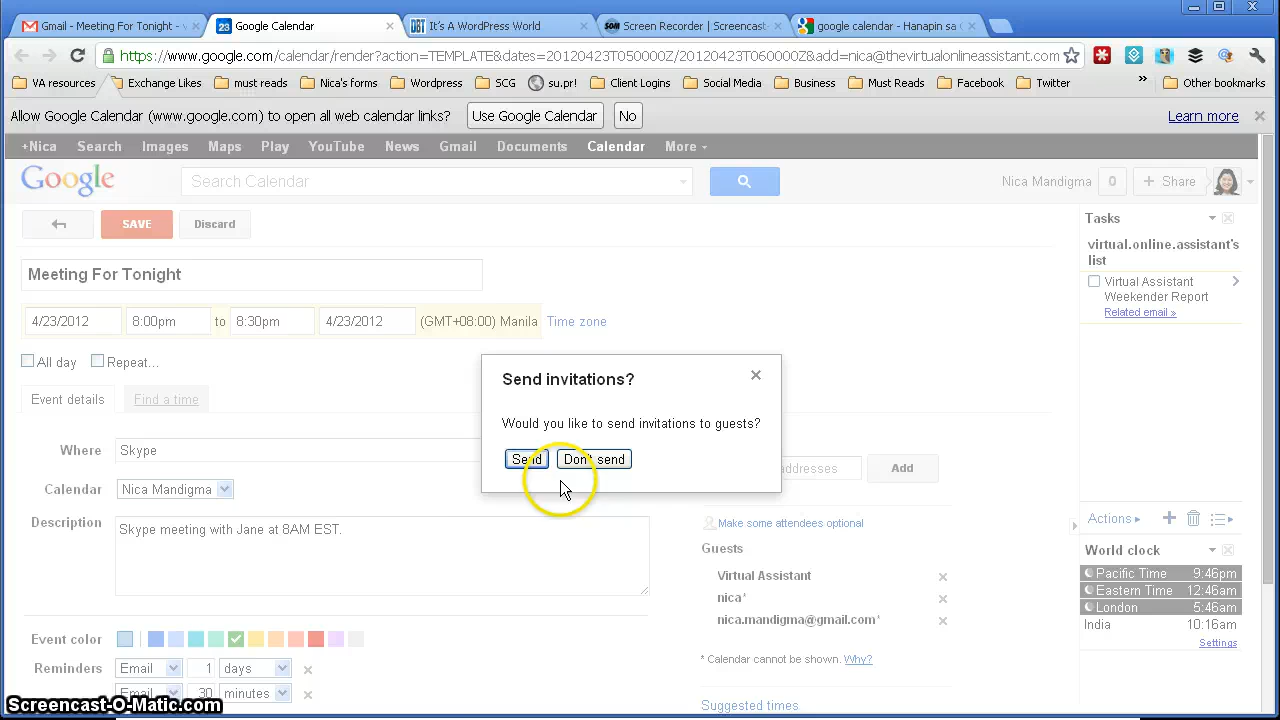 Gmail - Meeting For Tonight - v
Google Calendar
It's A WordPress World
Screen Recorder | Screencast-
google calendar - Hanapin sa G
https://www.google.com/calendar/render?action=TEMPLATE&dates=20120423T050000Z/20120423T060000Z&add=nica@thevirtualonlineassistant.com
VA resources
Exchange Likes
must reads
Nica's forms
Wordpress
SCG
su.pr!
Client Logins
Social Media
Business
Must Reads
Facebook
Twitter
Other bookmarks
Allow Google Calendar (www.google.com) to open all web calendar links?
Use Google Calendar
No
Learn more
+Nica
Search
Images
Maps
Play
YouTube
News
Gmail
Documents
Calendar
More
Google
Search Calendar
Nica Mandigma
0
+ Share
SAVE
Discard
Meeting For Tonight
4/23/2012
8:00pm
to
8:30pm
4/23/2012
(GMT+08:00) Manila
Time zone
All day
Repeat...
Event details
Find a time
Where
Skype
Calendar
Nica Mandigma
Description
Skype meeting with Jane at 8AM EST.
Event color
Reminders
Email
1
days
Email
30
minutes
Send invitations?
Would you like to send invitations to guests?
Send
Don't send
addresses
Add
Make some attendees optional
Guests
Virtual Assistant
nica*
nica.mandigma@gmail.com*
* Calendar cannot be shown. Why?
Suggested times
Tasks
virtual.online.assistant's
list
Virtual Assistant
Weekender Report
Related email »
Actions
World clock
Pacific Time 9:46pm
Eastern Time 12:46am
London 5:46am
India 10:16am
Settings
Screencast-O-Matic.com